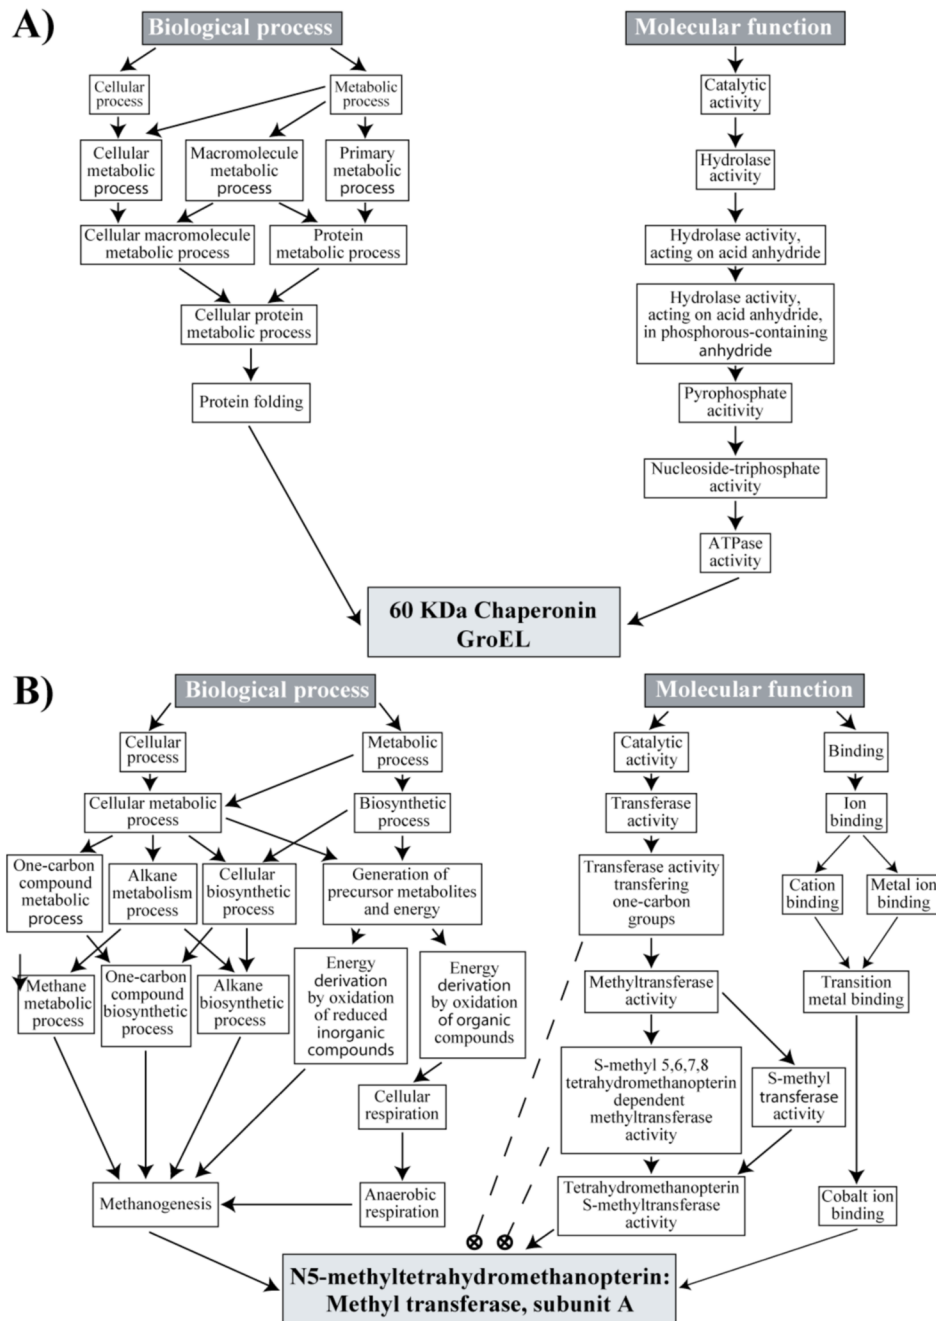 A)
Biological process
Molecular function
Cellular
process
Metabolic
process
Catalytic
activity
Cellular
metabolic
process
Macromolecule
metabolic
process
Primary
metabolic
process
Hydrolase
activity
Cellular macromolecule
metabolic process
Protein
metabolic process
Hydrolase activity,
acting on acid anhydride
Cellular protein
metabolic process
Hydrolase activity,
acting on acid anhydride,
in phosphorous-containing
anhydride
Protein folding
Pyrophosphate
acitivity
Nucleoside-triphosphate
activity
ATPase
activity
60 KDa Chaperonin
GroEL
B)
Biological process
Molecular function
Cellular
process
Metabolic
process
Catalytic
activity
Binding
Cellular metabolic
process
Biosynthetic
process
Transferase
activity
Ion
binding
One-carbon
compound
metabolic
process
Alkane
metabolism
process
Cellular
biosynthetic
process
Generation of
precursor metabolites
and energy
Transferase activity
transfering
one-carbon
groups
Cation
binding
Metal ion
binding
Methane
metabolic
process
One-carbon
compound
biosynthetic
process
Alkane
biosynthetic
process
Energy
derivation
by oxidation
of reduced
inorganic
compounds
Energy
derivation
by oxidation
of organic
compounds
Methyltransferase
activity
Transition
metal binding
S-methyl 5,6,7,8
tetrahydromethanopterin
dependent
methyltransferase
activity
S-methyl
transferase
activity
Cellular
respiration
Methanogenesis
Anaerobic
respiration
Tetrahydromethanopterin
S-methyltransferase
activity
Cobalt ion
binding
N5-methyltetrahydromethanopterin:
Methyl transferase, subunit A